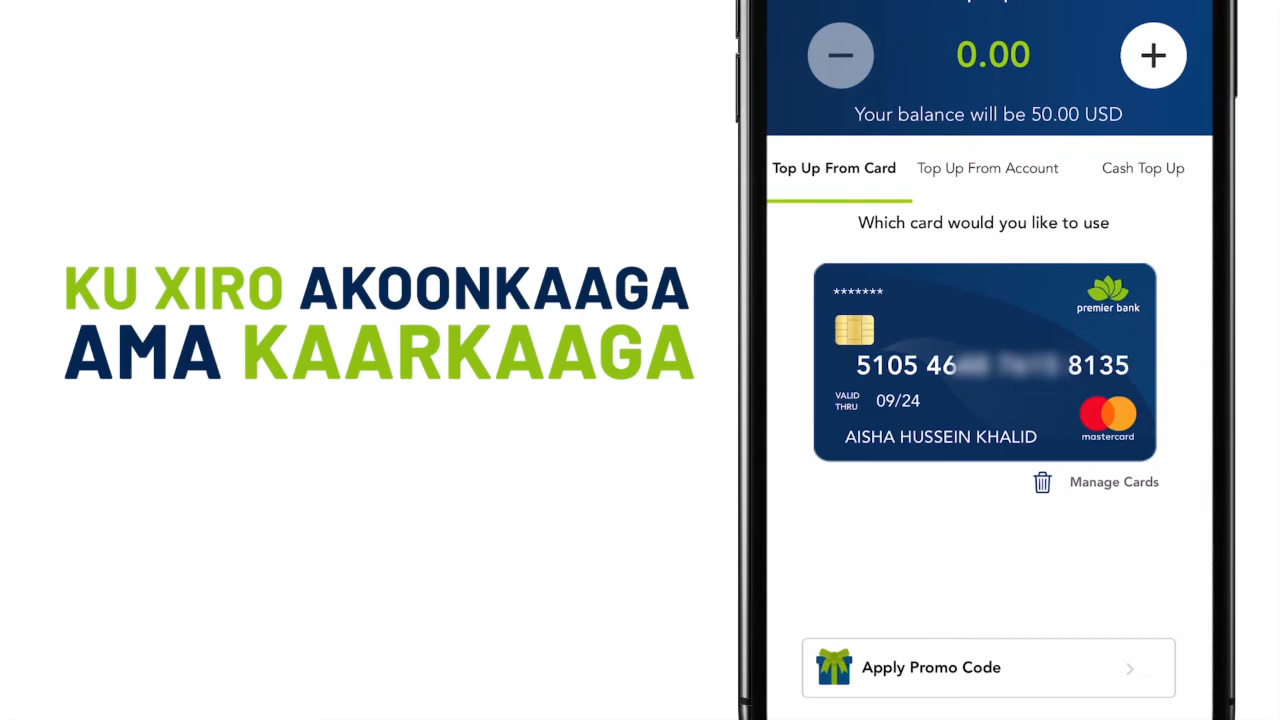 KU XIRO AKOONKAAGA
AMA KAARKAAGA
0.00
Your balance will be 50.00 USD
Top Up From Card
Top Up From Account
Cash Top Up
Which card would you like to use
*******
premier bank
5105 46 8135
VALID THRU 09/24
AISHA HUSSEIN KHALID
mastercard
Manage Cards
Apply Promo Code